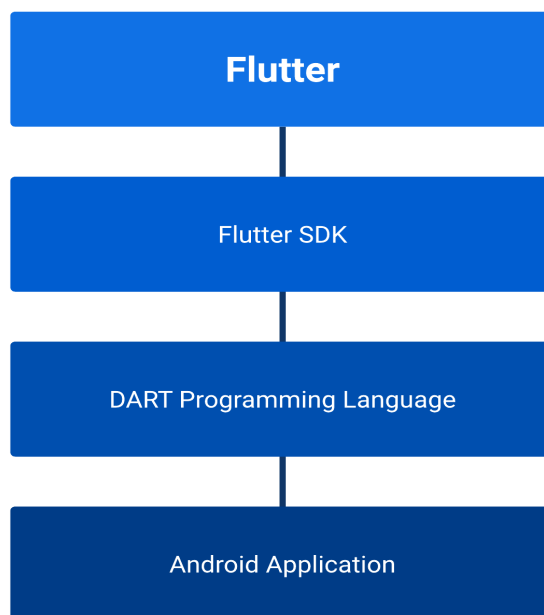 Flutter
Flutter SDK
DART Programming Language
Android Application